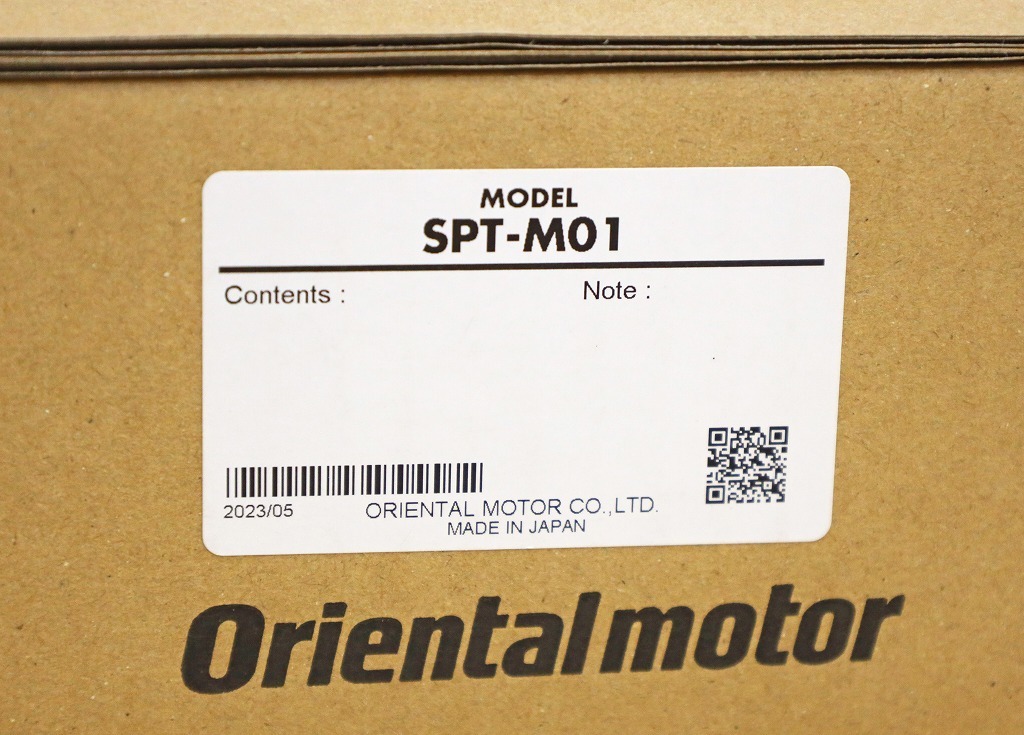 MODEL
SPT-M01
Contents : Note :
2023/05 ORIENTAL MOTOR CO.,LTD.
MADE IN JAPAN
Orientalmotor